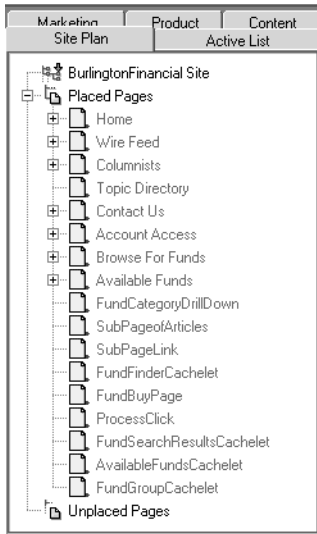 Marketing Product Content
Site Plan Active List
BurlingtonFinancial Site
Placed Pages
Home
Wire Feed
Columnists
Topic Directory
Contact Us
Account Access
Browse For Funds
Available Funds
FundCategoryDrillDown
SubPageofArticles
SubPageLink
FundFinderCachelet
FundBuyPage
ProcessClick
FundSearchResultsCachelet
AvailableFundsCachelet
FundGroupCachelet
Unplaced Pages